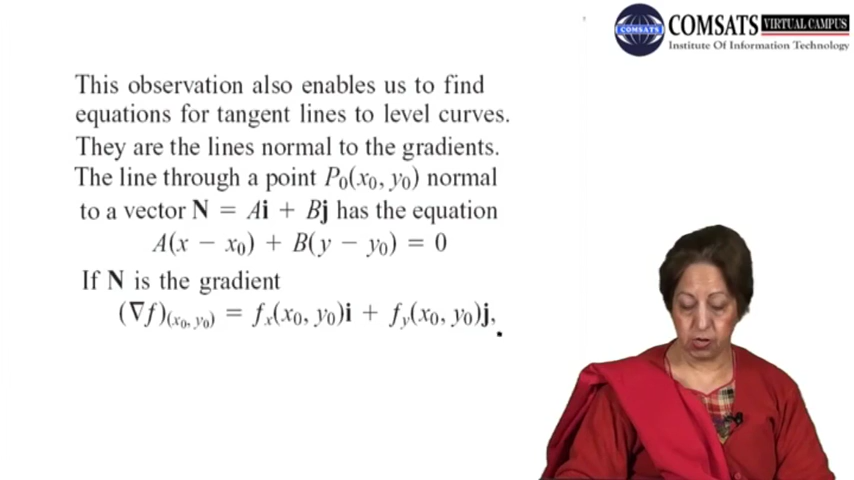 COMSATS VIRTUAL CAMPUS
COMSATS
Institute Of Information Technology
This observation also enables us to find
equations for tangent lines to level curves.
They are the lines normal to the gradients.
The line through a point P₀(x₀, y₀) normal
to a vector N = Ai + Bj has the equation
A(x − x₀) + B(y − y₀) = 0
If N is the gradient
(∇f)₍ₓ₀, y₀₎ = fₓ(x₀, y₀)i + f_y(x₀, y₀)j,